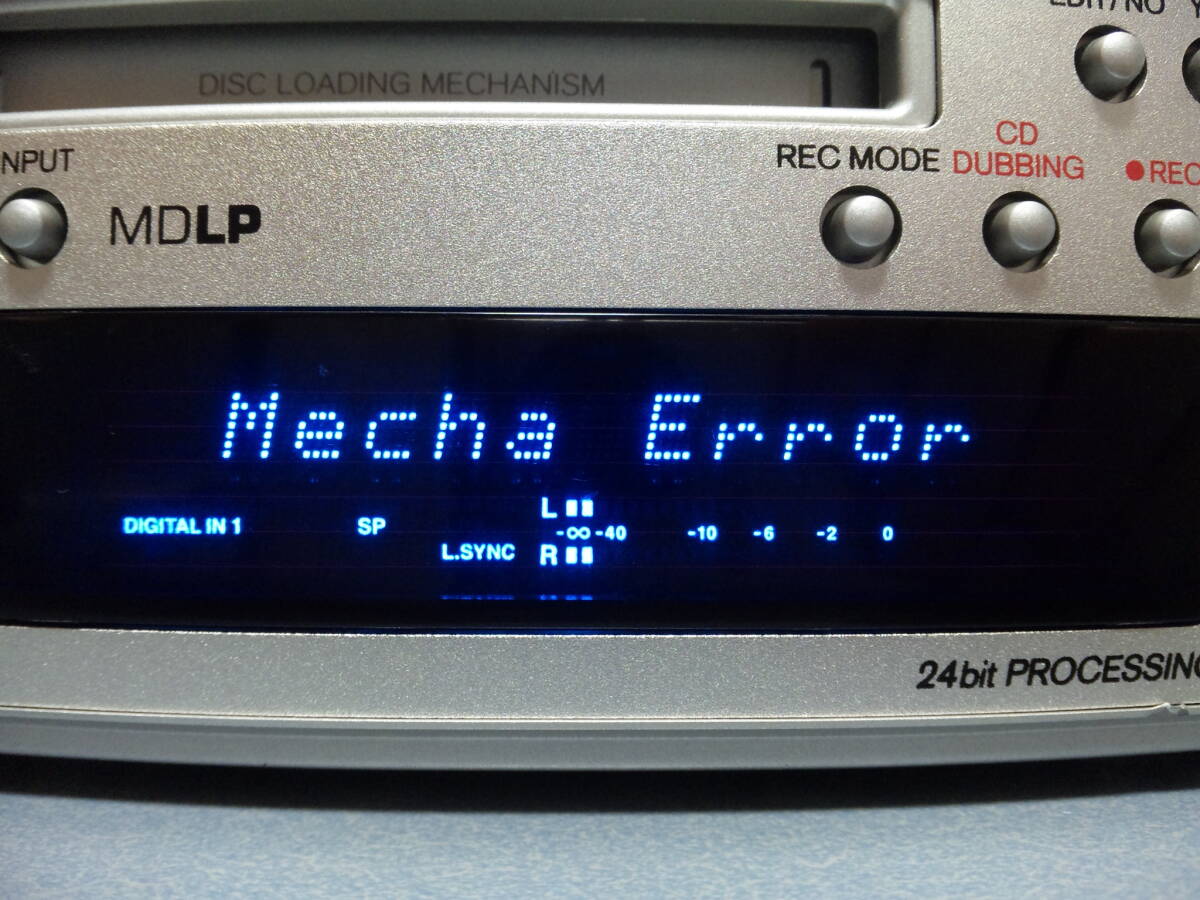 EDIT/NO
DISC LOADING MECHANISM
INPUT
MDLP
REC MODE
CD
DUBBING
●REC
Mecha Error
DIGITAL IN 1
SP
L.SYNC
L
-∞ -40 -10 -6 -2 0
R
24bit PROCESSING